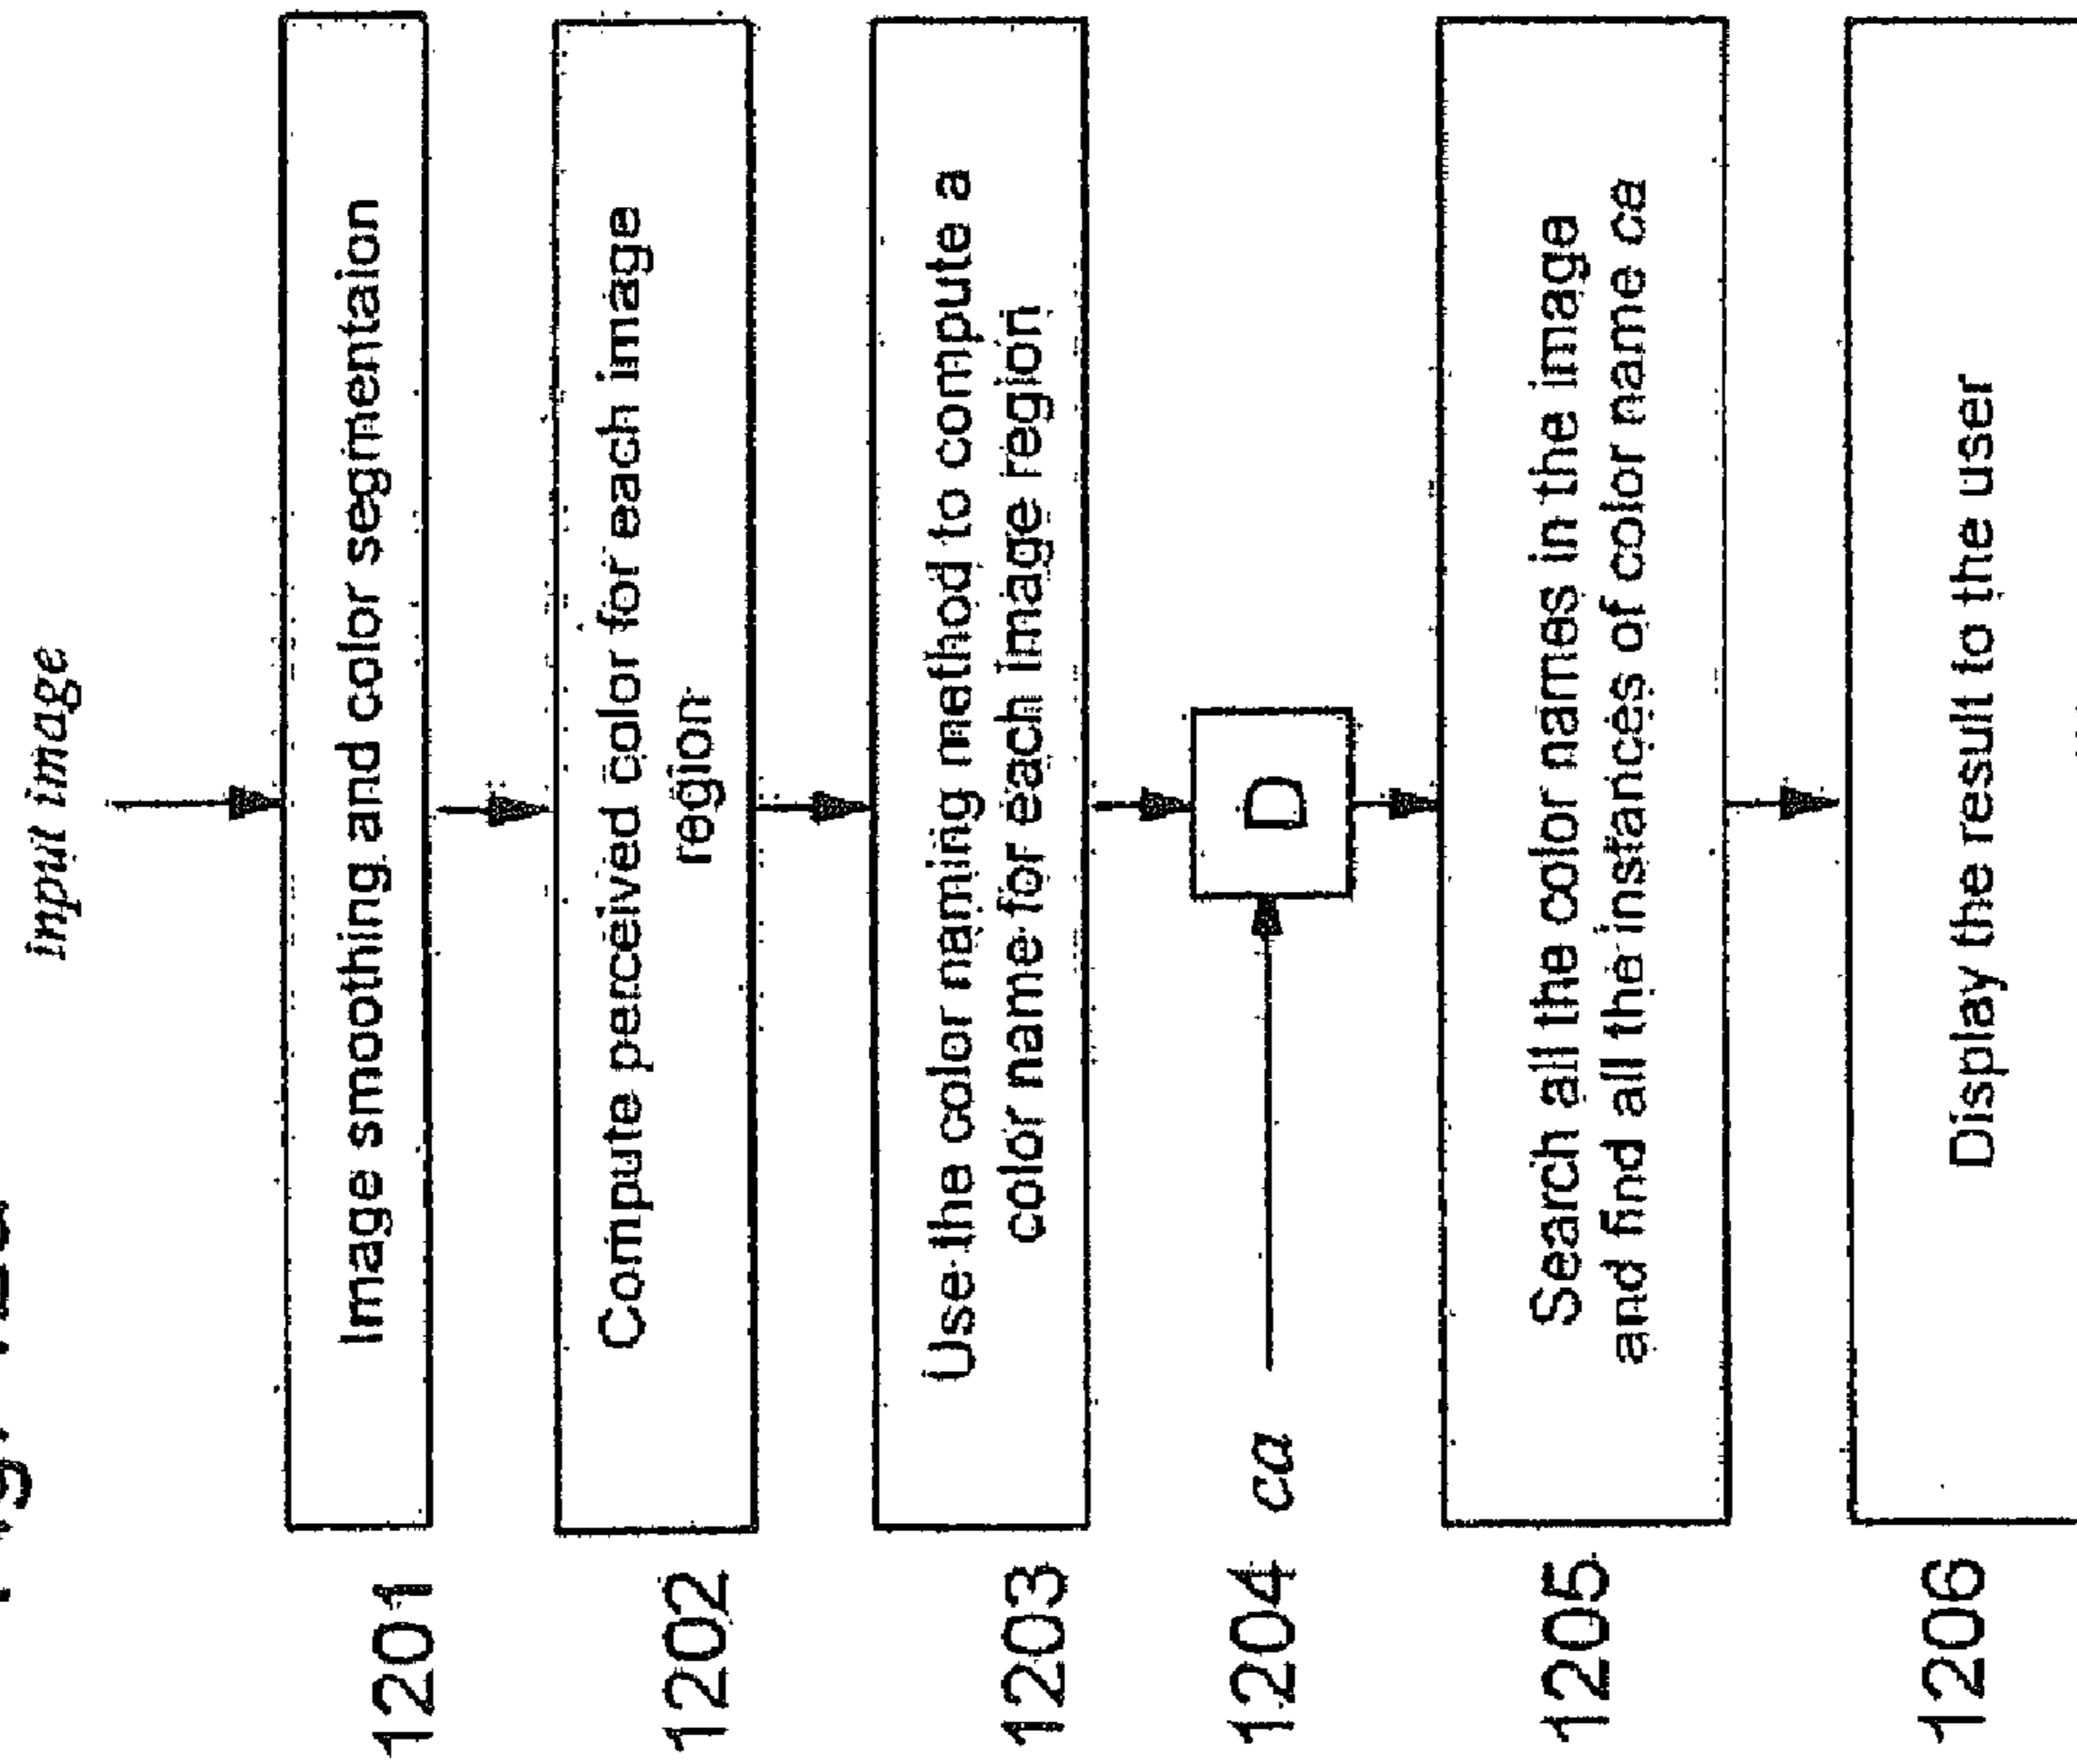 input image
1201
Image smoothing and color segmentaion
1202
Compute perceived color for each image
region
1203
Use the color naming method to compute a
color name for each image region
1204
ca
D
1205
Search all the color names in the image
and find all the instances of color name ca
1206
Display the result to the user